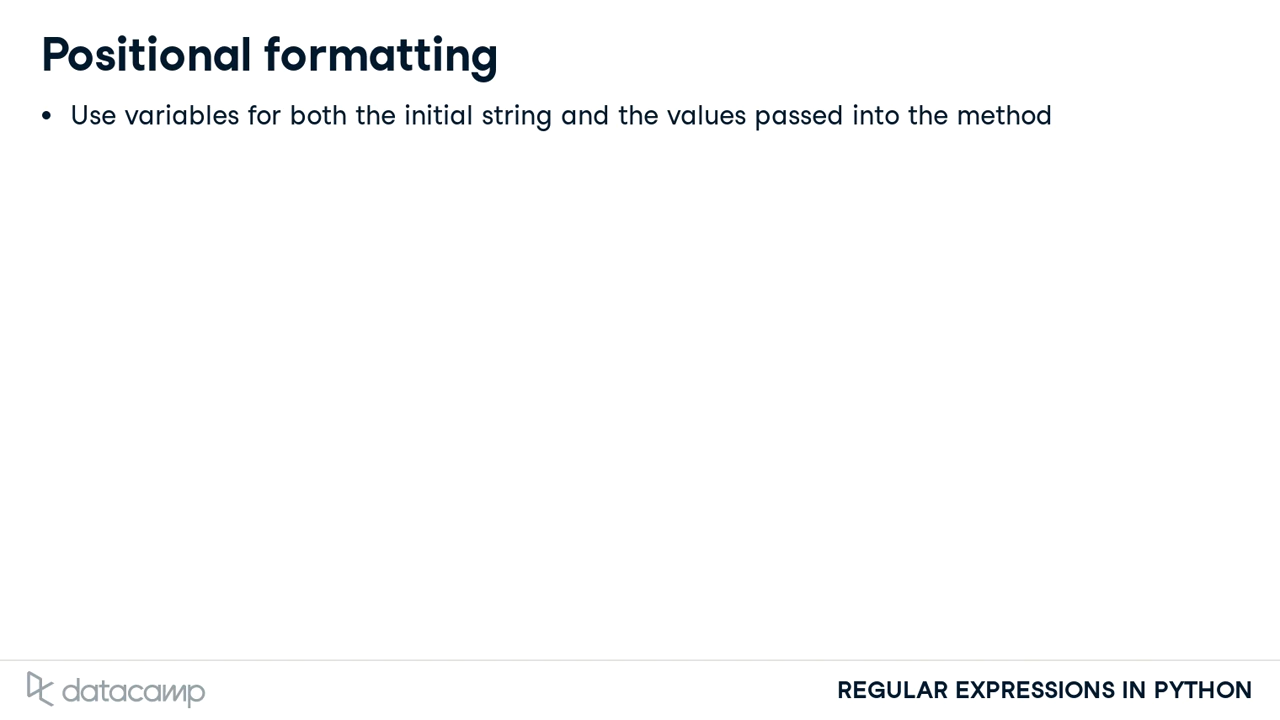 Positional formatting
• Use variables for both the initial string and the values passed into the method
datacamp
REGULAR EXPRESSIONS IN PYTHON